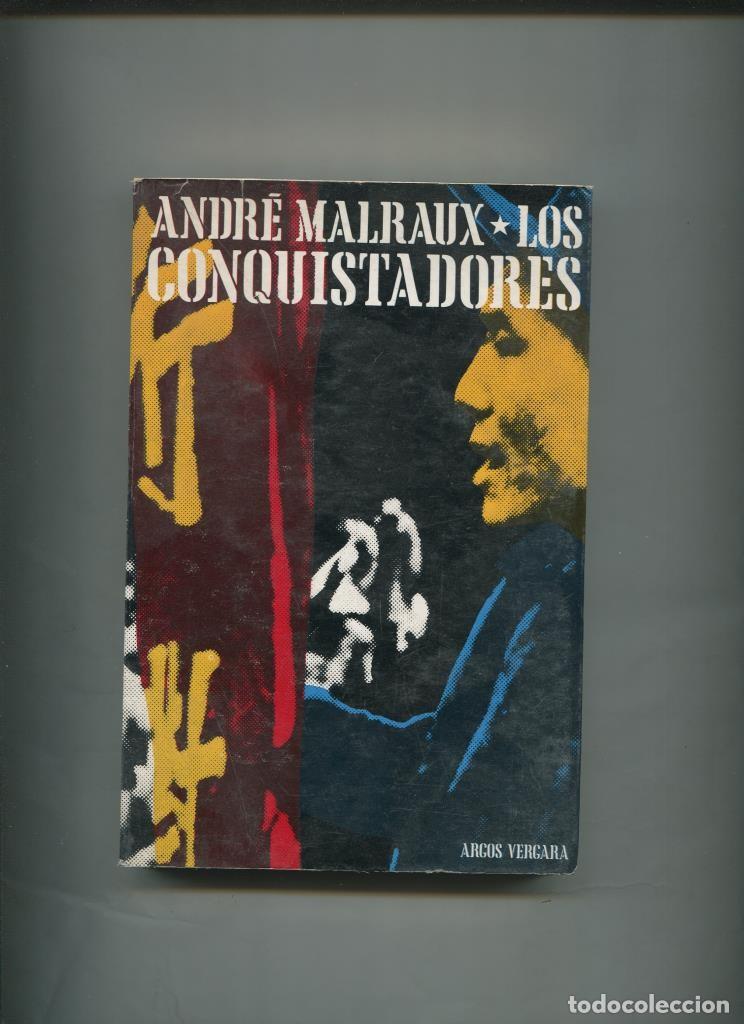 ANDRÉ MALRAUX ★ LOS
CONQUISTADORES
ARGOS VERGARA
todocoleccion